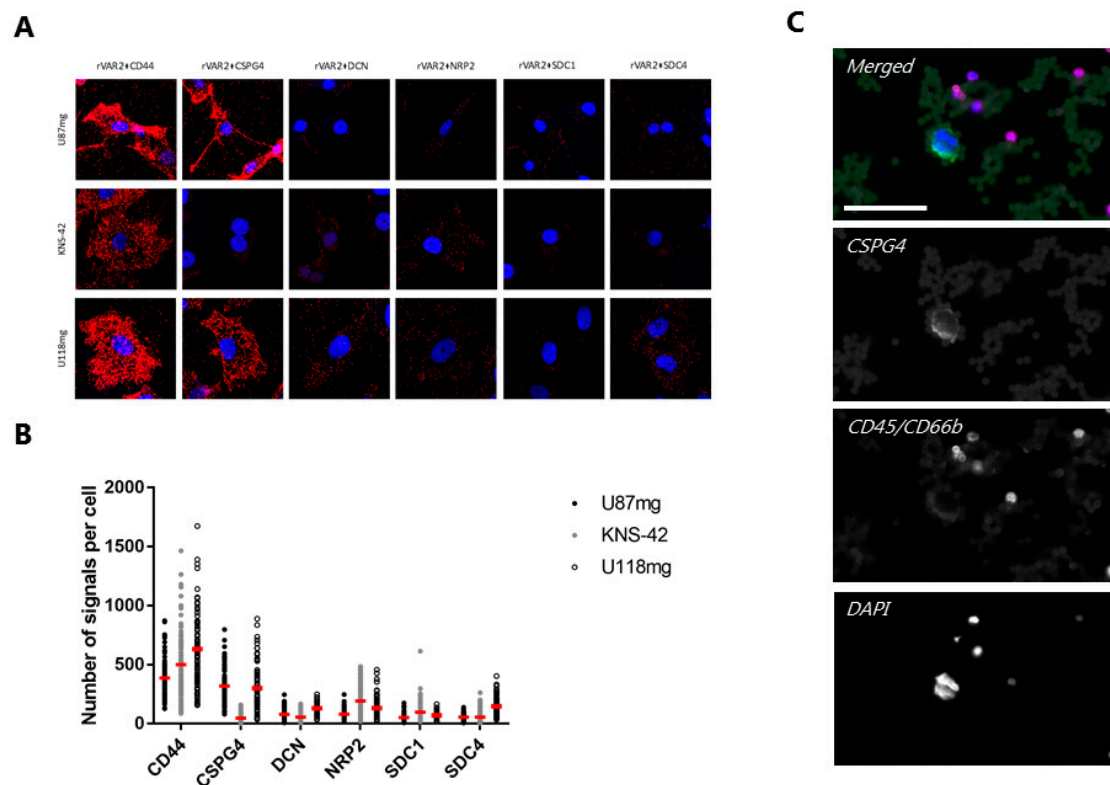 A
rVAR2+CD44 rVAR2+CSPG4 rVAR2+DCN rVAR2+NRP2 rVAR2+SDC1 rVAR2+SDC4
U87mg
KNS-42
U118mg
B
Number of signals per cell
2000
1500
1000
500
0
CD44 CSPG4 DCN NRP2 SDC1 SDC4
U87mg
KNS-42
U118mg
C
Merged
CSPG4
CD45/CD66b
DAPI